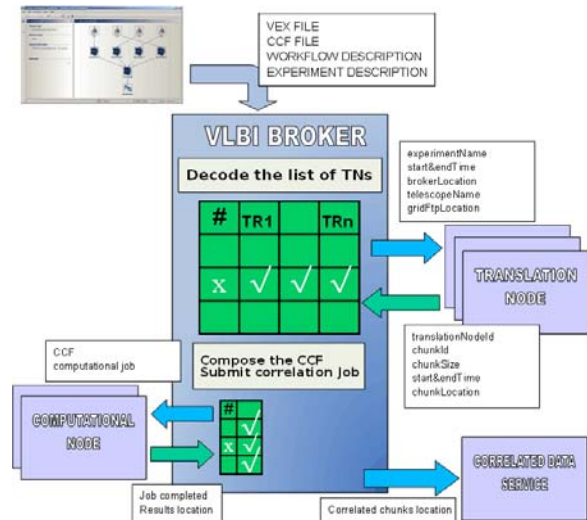 VEX FILE
CCF FILE
WORKFLOW DESCRIPTION
EXPERIMENT DESCRIPTION
VLBI BROKER
Decode the list of TNs
# TR1 TRn
x √ √ √
experimentName
start&endTime
brokerLocation
telescopeName
gridFtpLocation
TRANSLATION
NODE
translationNodeId
chunkId
chunkSize
start&endTime
chunkLocation
Compose the CCF
Submit correlation job
CCF
computational job
COMPUTATIONAL
NODE
#
√
x √
√
Job completed
Results location
Correlated chunks location
CORRELATED DATA
SERVICE